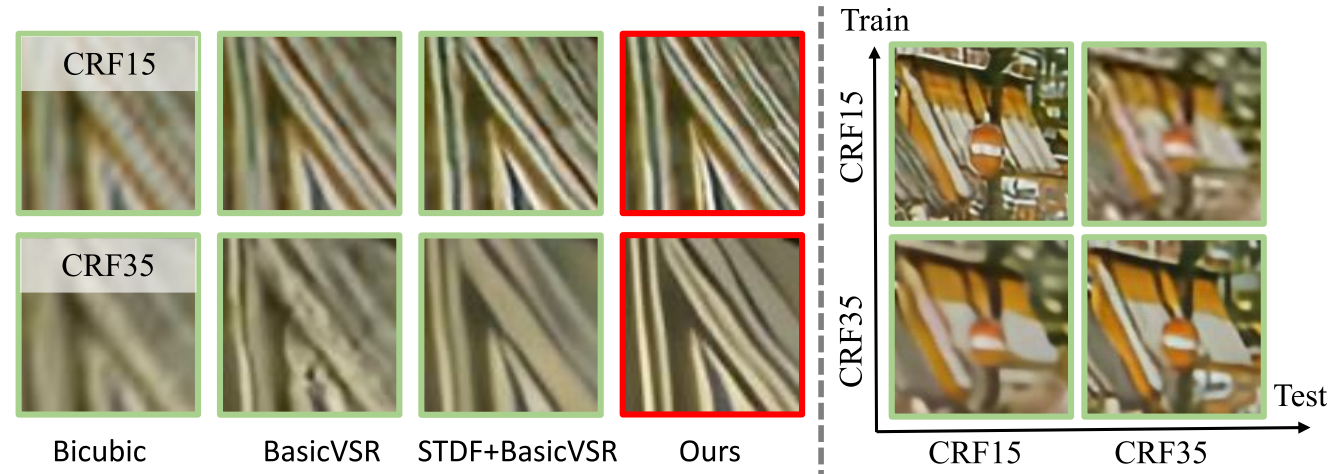 CRF15
CRF35
Bicubic
BasicVSR
STDF+BasicVSR
Ours
Train
CRF15
CRF35
Test
CRF15
CRF35